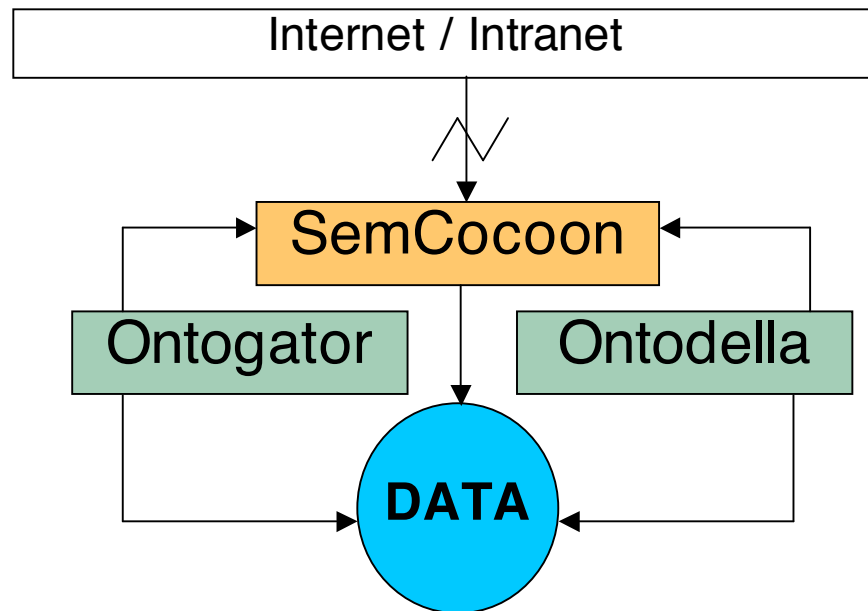 Internet / Intranet
SemCocoon
Ontogator
Ontodella
DATA